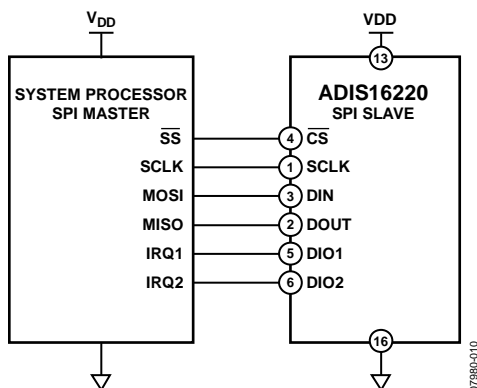 VDD
VDD
13
SYSTEM PROCESSOR
SPI MASTER
ADIS16220
SPI SLAVE
SS
4
CS
SCLK
1
SCLK
MOSI
3
DIN
MISO
2
DOUT
IRQ1
5
DIO1
IRQ2
6
DIO2
16
07980-010